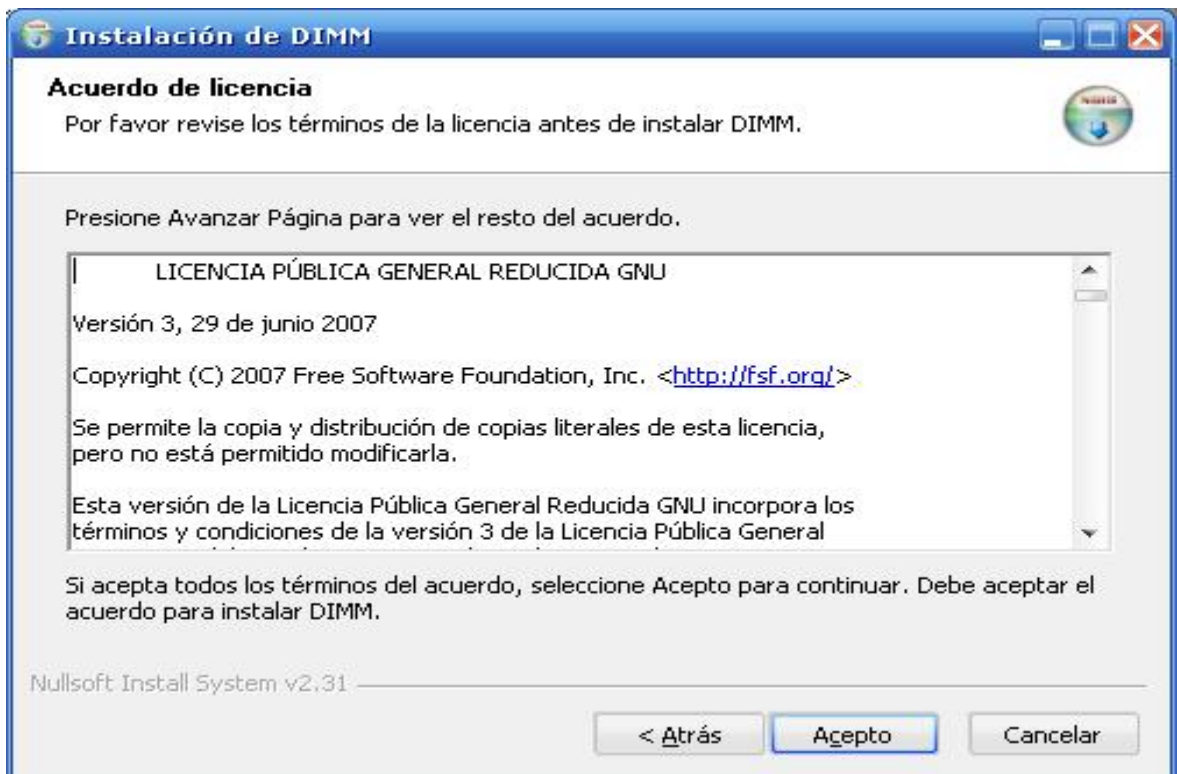 Instalación de DIMM
Acuerdo de licencia
Por favor revise los términos de la licencia antes de instalar DIMM.
Presione Avanzar Página para ver el resto del acuerdo.
LICENCIA PÚBLICA GENERAL REDUCIDA GNU
Versión 3, 29 de junio 2007
Copyright (C) 2007 Free Software Foundation, Inc. <http://fsf.org/>
Se permite la copia y distribución de copias literales de esta licencia,
pero no está permitido modificarla.
Esta versión de la Licencia Pública General Reducida GNU incorpora los
términos y condiciones de la versión 3 de la Licencia Pública General
Si acepta todos los términos del acuerdo, seleccione Acepto para continuar. Debe aceptar el
acuerdo para instalar DIMM.
Nullsoft Install System v2.31
< Atrás
Acepto
Cancelar